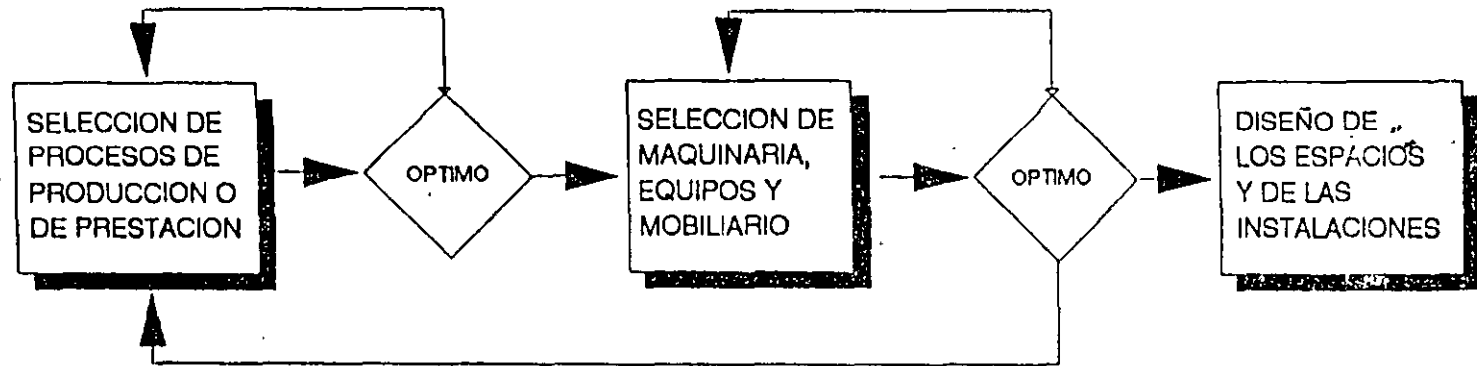 SELECCION DE
PROCESOS DE
PRODUCCION O
DE PRESTACION
OPTIMO
SELECCION DE
MAQUINARIA,
EQUIPOS Y
MOBILIARIO
OPTIMO
DISEÑO DE
LOS ESPACIOS
Y DE LAS
INSTALACIONES